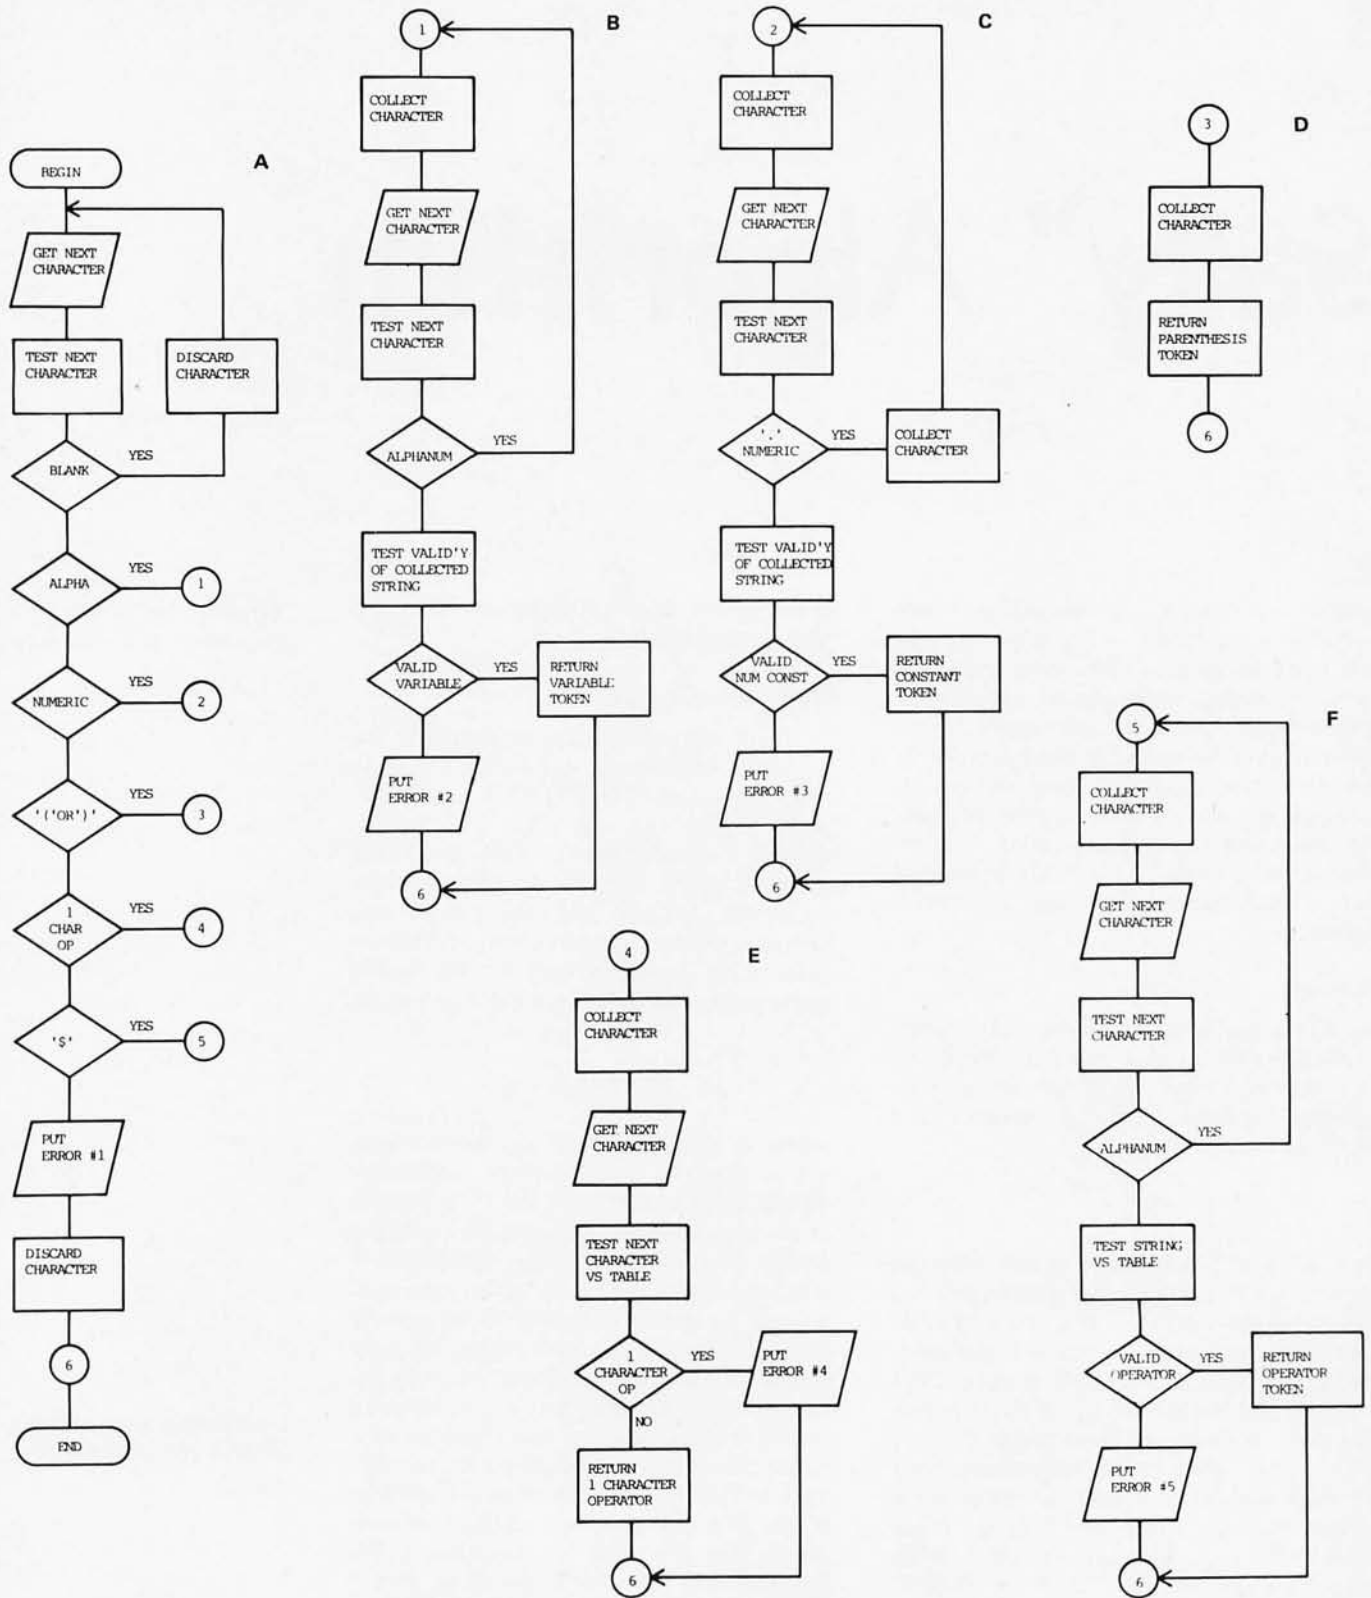 A
BEGIN
GET NEXT
CHARACTER
TEST NEXT
CHARACTER
DISCARD
CHARACTER
BLANK
YES
ALPHA
YES
1
NUMERIC
YES
2
'('OR')'
YES
3
1
CHAR
OP
YES
4
'$'
YES
5
PUT
ERROR #1
DISCARD
CHARACTER
6
END
B
1
COLLECT
CHARACTER
GET NEXT
CHARACTER
TEST NEXT
CHARACTER
ALPHANUM
YES
TEST VALID'Y
OF COLLECTED
STRING
VALID
VARIABLE
YES
RETURN
VARIABLE
TOKEN
PUT
ERROR #2
6
C
2
COLLECT
CHARACTER
GET NEXT
CHARACTER
TEST NEXT
CHARACTER
'.'
NUMERIC
YES
COLLECT
CHARACTER
TEST VALID'Y
OF COLLECTED
STRING
VALID
NUM CONST
YES
RETURN
CONSTANT
TOKEN
PUT
ERROR #3
6
D
3
COLLECT
CHARACTER
RETURN
PARENTHESIS
TOKEN
6
E
4
COLLECT
CHARACTER
GET NEXT
CHARACTER
TEST NEXT
CHARACTER
VS TABLE
1
CHARACTER
OP
YES
PUT
ERROR #4
NO
RETURN
1 CHARACTER
OPERATOR
6
F
5
COLLECT
CHARACTER
GET NEXT
CHARACTER
TEST NEXT
CHARACTER
ALPHANUM
YES
TEST STRING
VS TABLE
VALID
OPERATOR
YES
RETURN
OPERATOR
TOKEN
PUT
ERROR #5
6